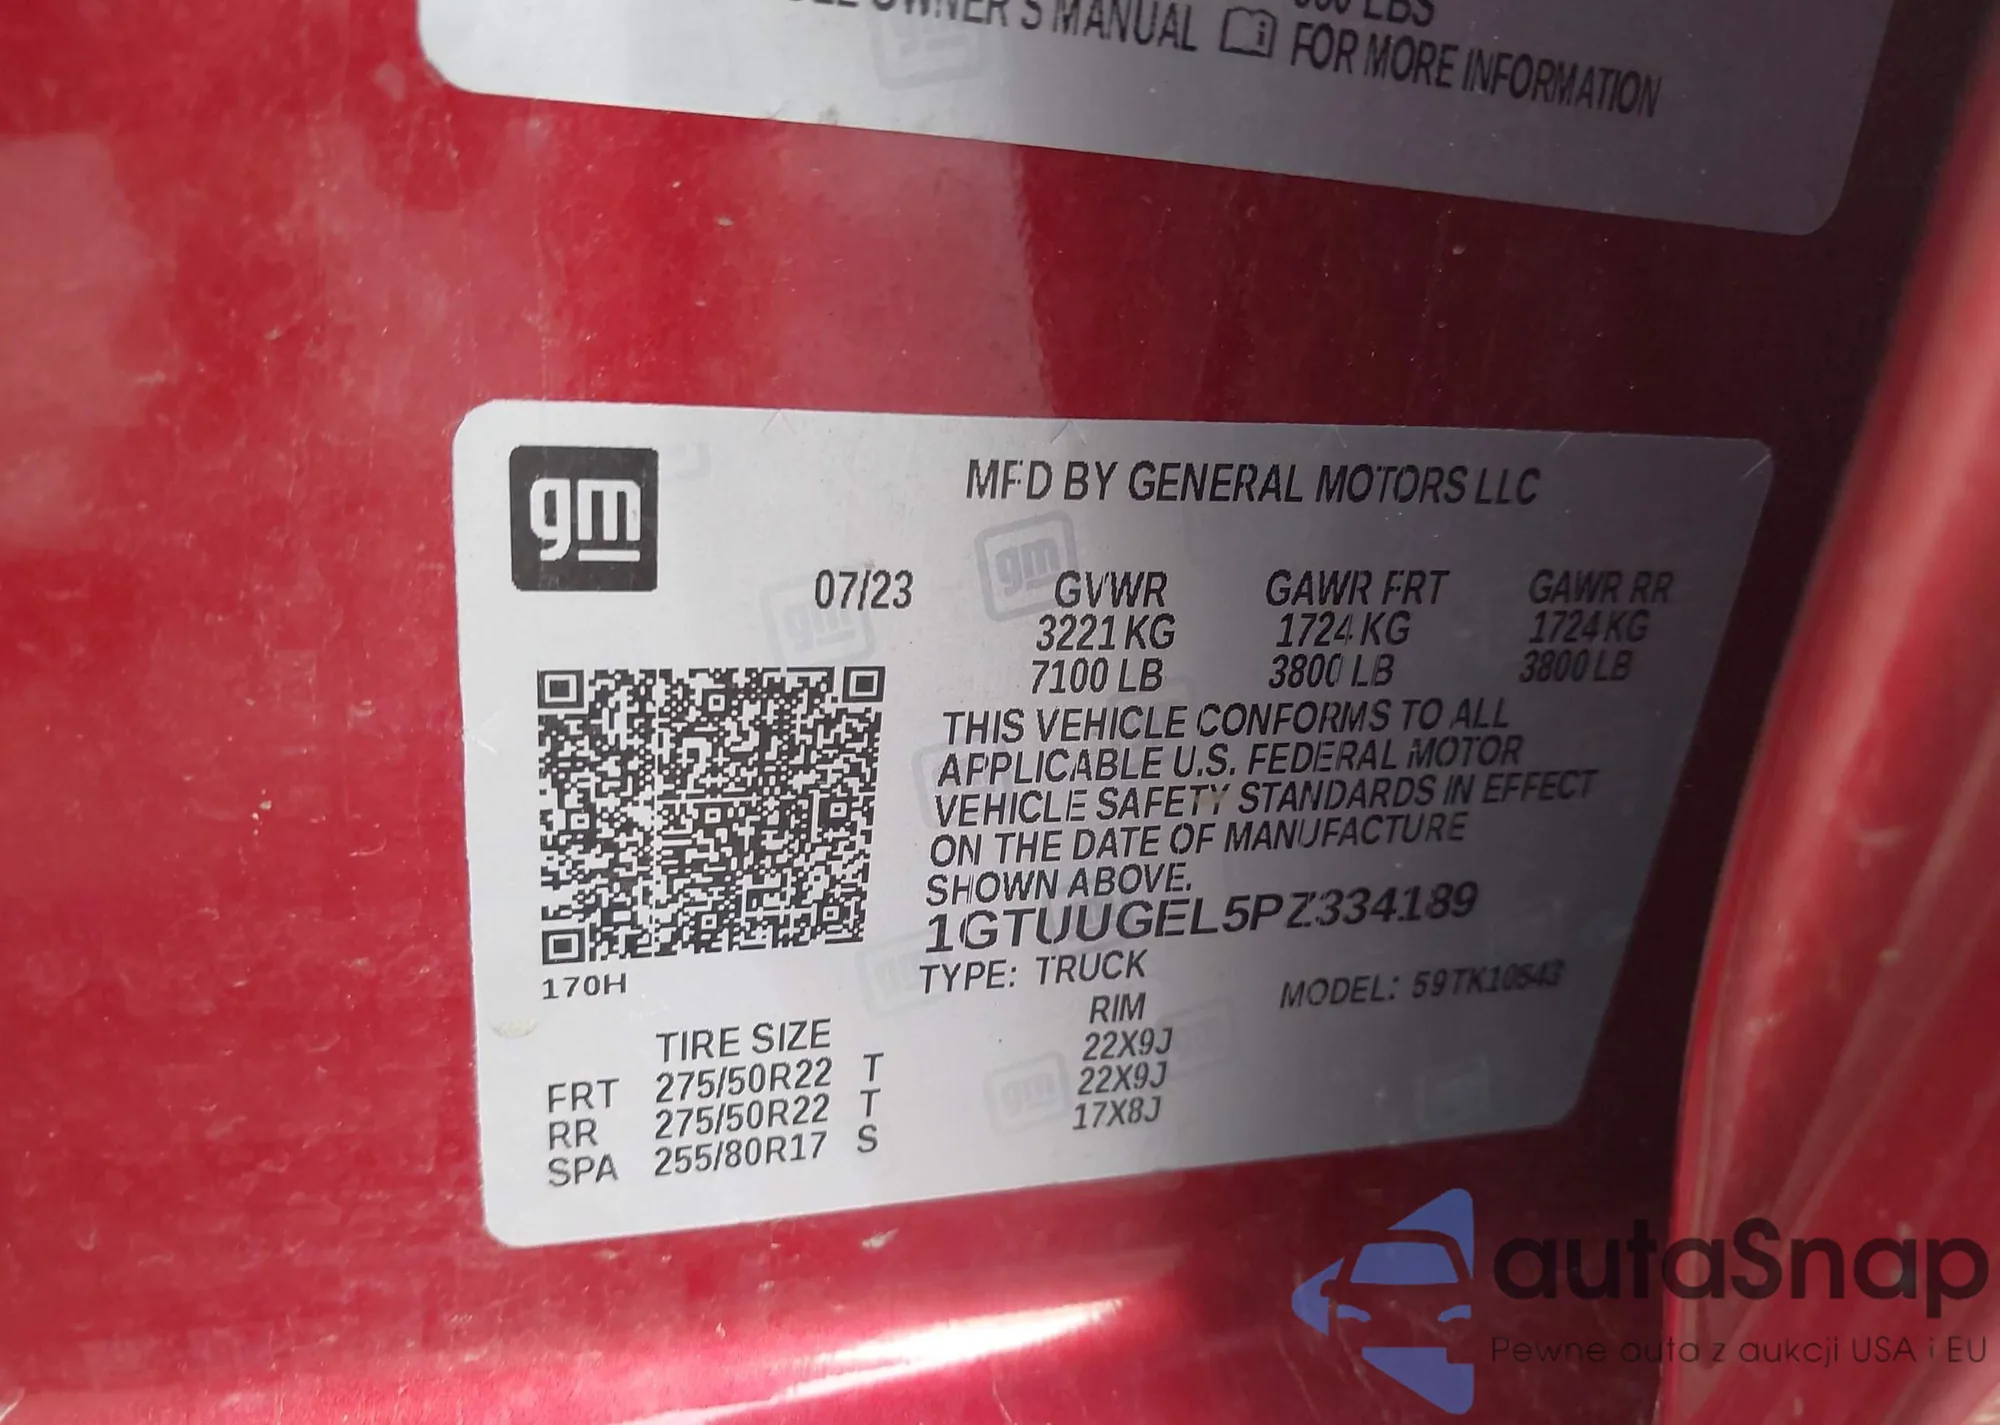 OWNER'S MANUAL FOR MORE INFORMATION
gm
MFD BY GENERAL MOTORS LLC
07/23 GVWR GAWR FRT GAWR RR
3221 KG 1724 KG 1724 KG
7100 LB 3800 LB 3800 LB
THIS VEHICLE CONFORMS TO ALL
APPLICABLE U.S. FEDERAL MOTOR
VEHICLE SAFETY STANDARDS IN EFFECT
ON THE DATE OF MANUFACTURE
SHOWN ABOVE.
1GTUUGEL5PZ334189
170H
TYPE: TRUCK MODEL: 59TK10543
TIRE SIZE RIM
FRT 275/50R22 T 22X9J
RR 275/50R22 T 22X9J
SPA 255/80R17 S 17X8J
autaSnap
Pewne auta z aukcji USA i EU